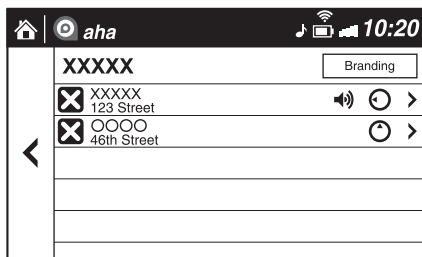 aha 10:20
XXXXX Branding
XXXXX
123 Street
OOOO
46th Street